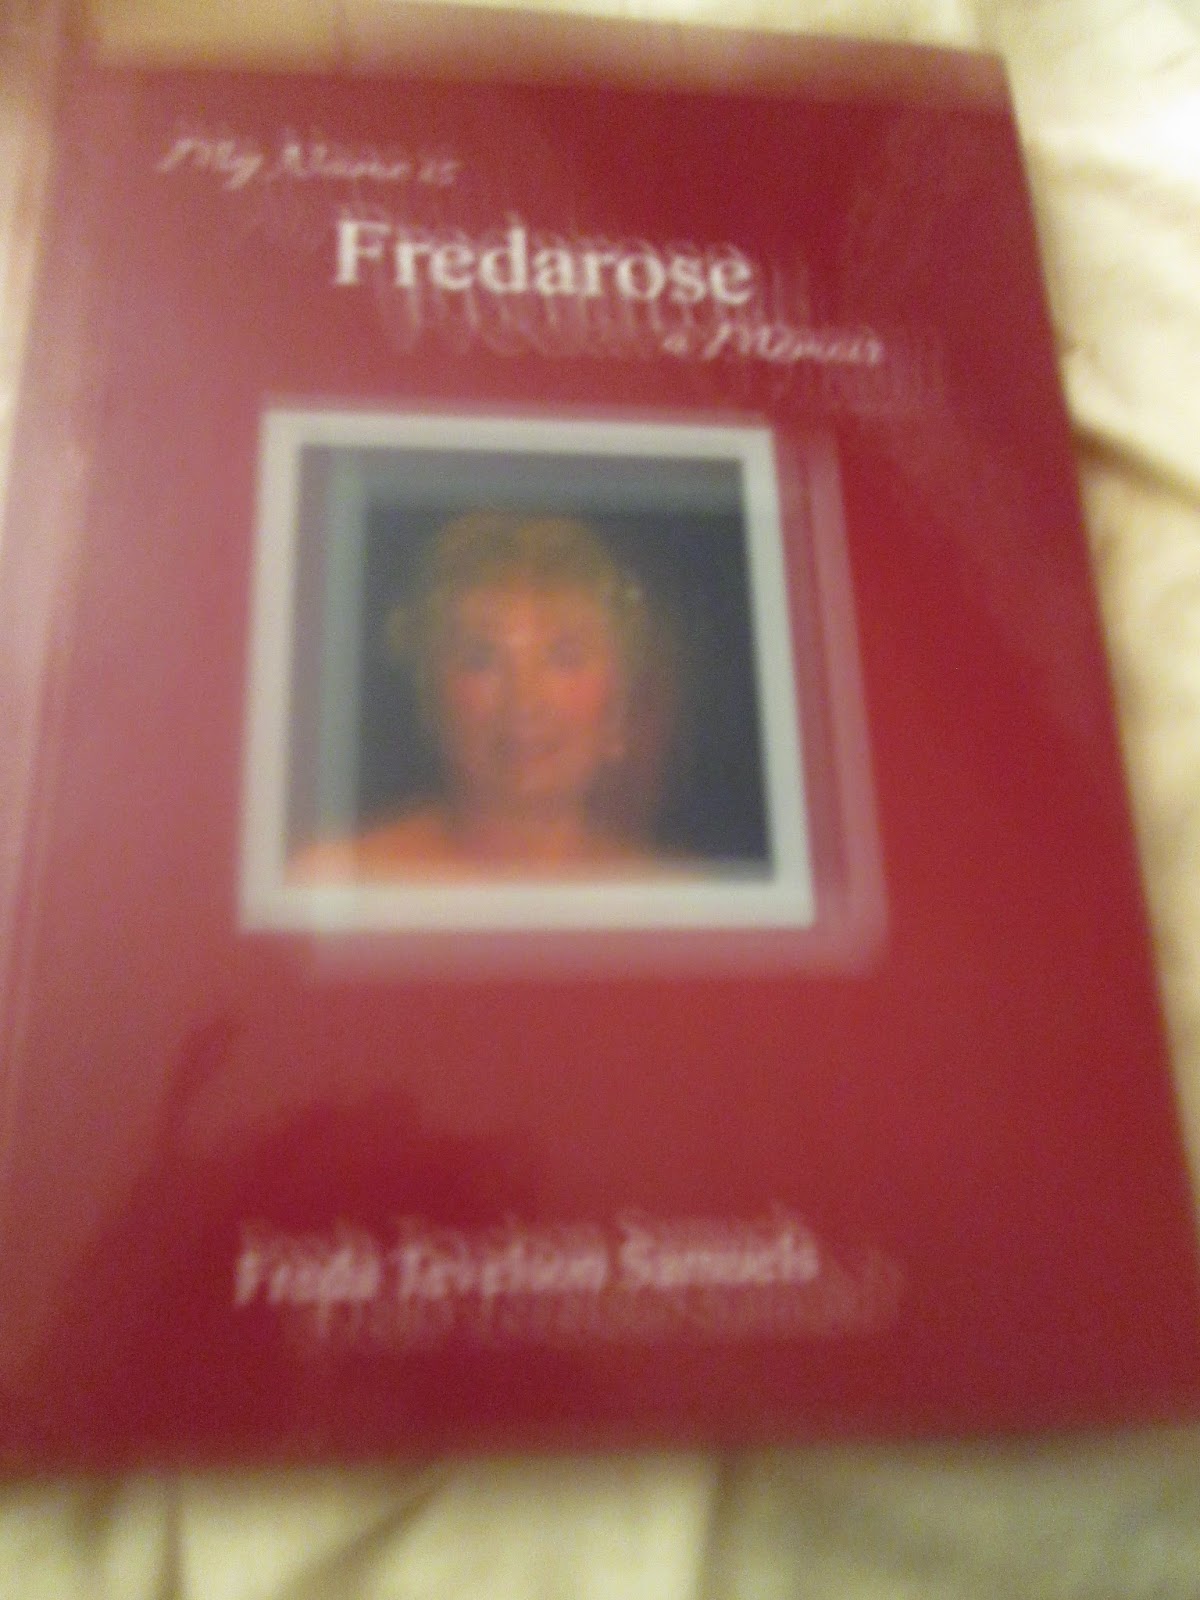 My Name is
Fredarose
a Memoir
Freda Samuels